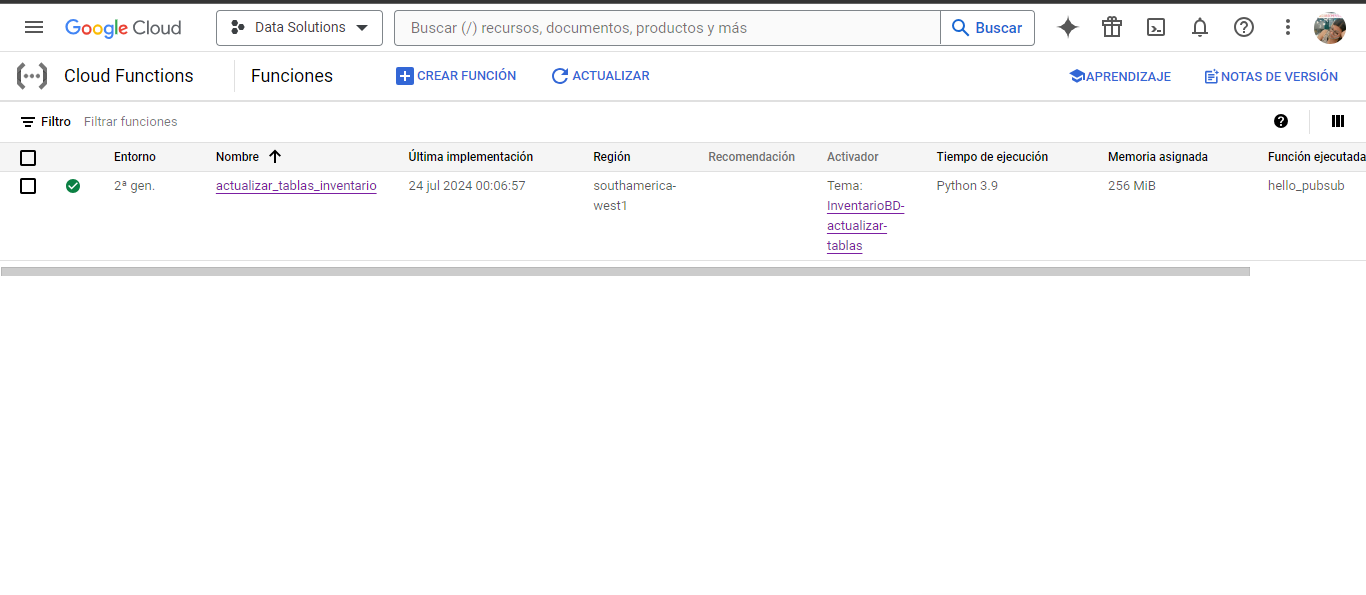 Google Cloud
Data Solutions
Buscar (/) recursos, documentos, productos y más
Buscar
Cloud Functions
Funciones
CREAR FUNCIÓN
ACTUALIZAR
APRENDIZAJE
NOTAS DE VERSIÓN
Filtro
Filtrar funciones
Entorno Nombre Última implementación Región Recomendación Activador Tiempo de ejecución Memoria asignada Función ejecutada
2ª gen. actualizar_tablas_inventario 24 jul 2024 00:06:57 southamerica- Tema: Python 3.9 256 MiB hello_pubsub
west1 InventarioBD-
actualizar-
tablas